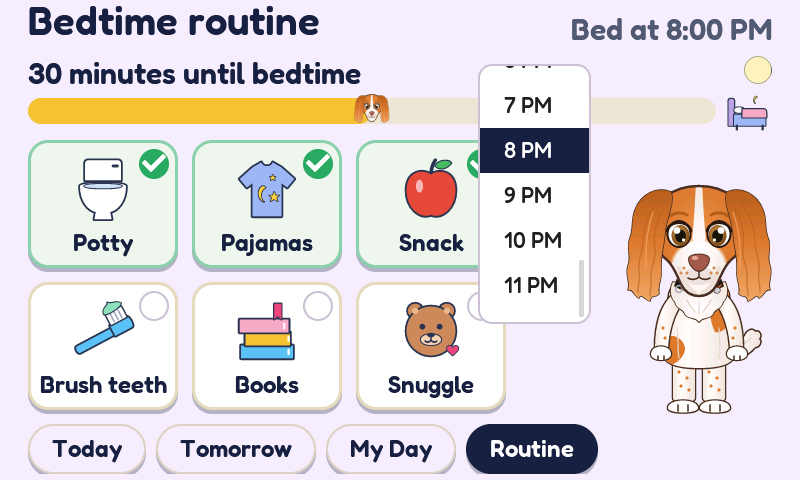 Bedtime routine
Bed at 8:00 PM
30 minutes until bedtime
7 PM
8 PM
9 PM
10 PM
11 PM
Potty
Pajamas
Snack
Brush teeth
Books
Snuggle
Today
Tomorrow
My Day
Routine